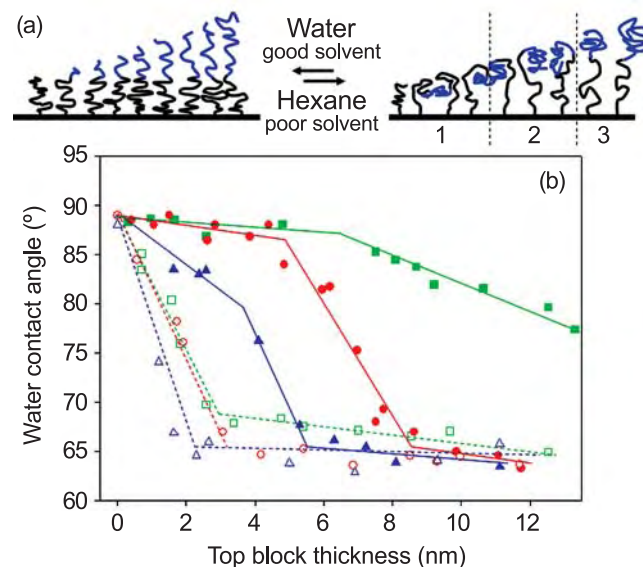 (a)
Water
good solvent
Hexane
poor solvent
1 2 3
(b)
95
90
85
80
75
70
65
60
Water contact angle (º)
0 2 4 6 8 10 12
Top block thickness (nm)